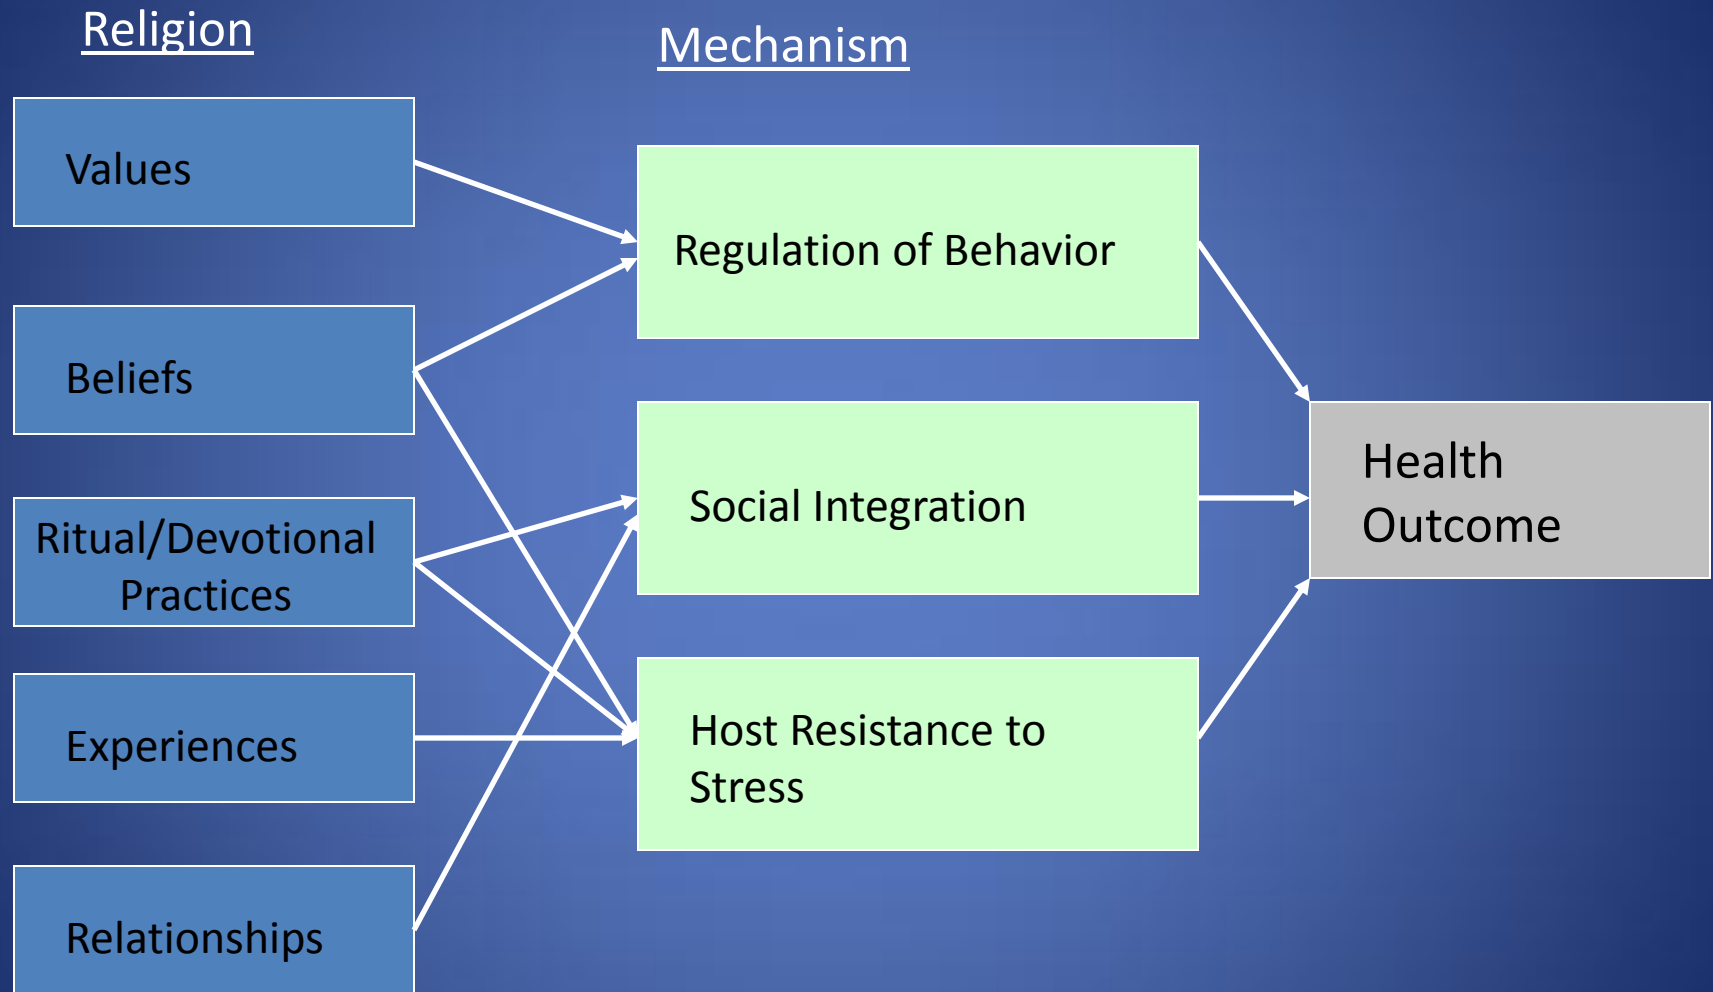 Religion
Mechanism
Values
Beliefs
Ritual/Devotional
Practices
Experiences
Relationships
Regulation of Behavior
Social Integration
Host Resistance to
Stress
Health
Outcome